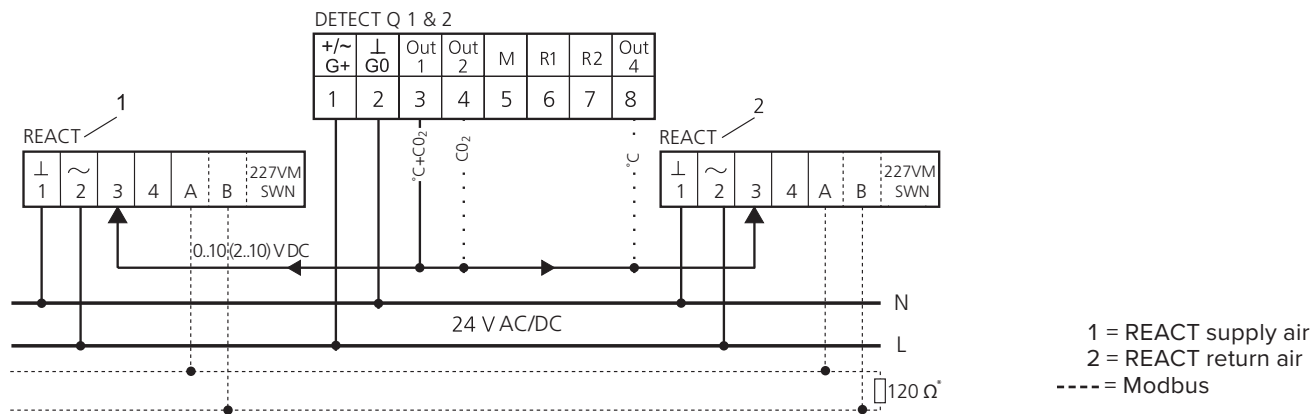 DETECT Q 1 & 2
+/~ ⊥ Out Out M R1 R2 Out
G+ G0 1 2 4
1 2 3 4 5 6 7 8
1
REACT
⊥ ~ 227VM
1 2 3 4 A B SWN
2
REACT
⊥ ~ 227VM
1 2 3 4 A B SWN
°C+CO₂
CO₂
°C
0..10(2..10) V DC
N
24 V AC/DC
L
120 Ω*
1 = REACT supply air
2 = REACT return air
---- = Modbus